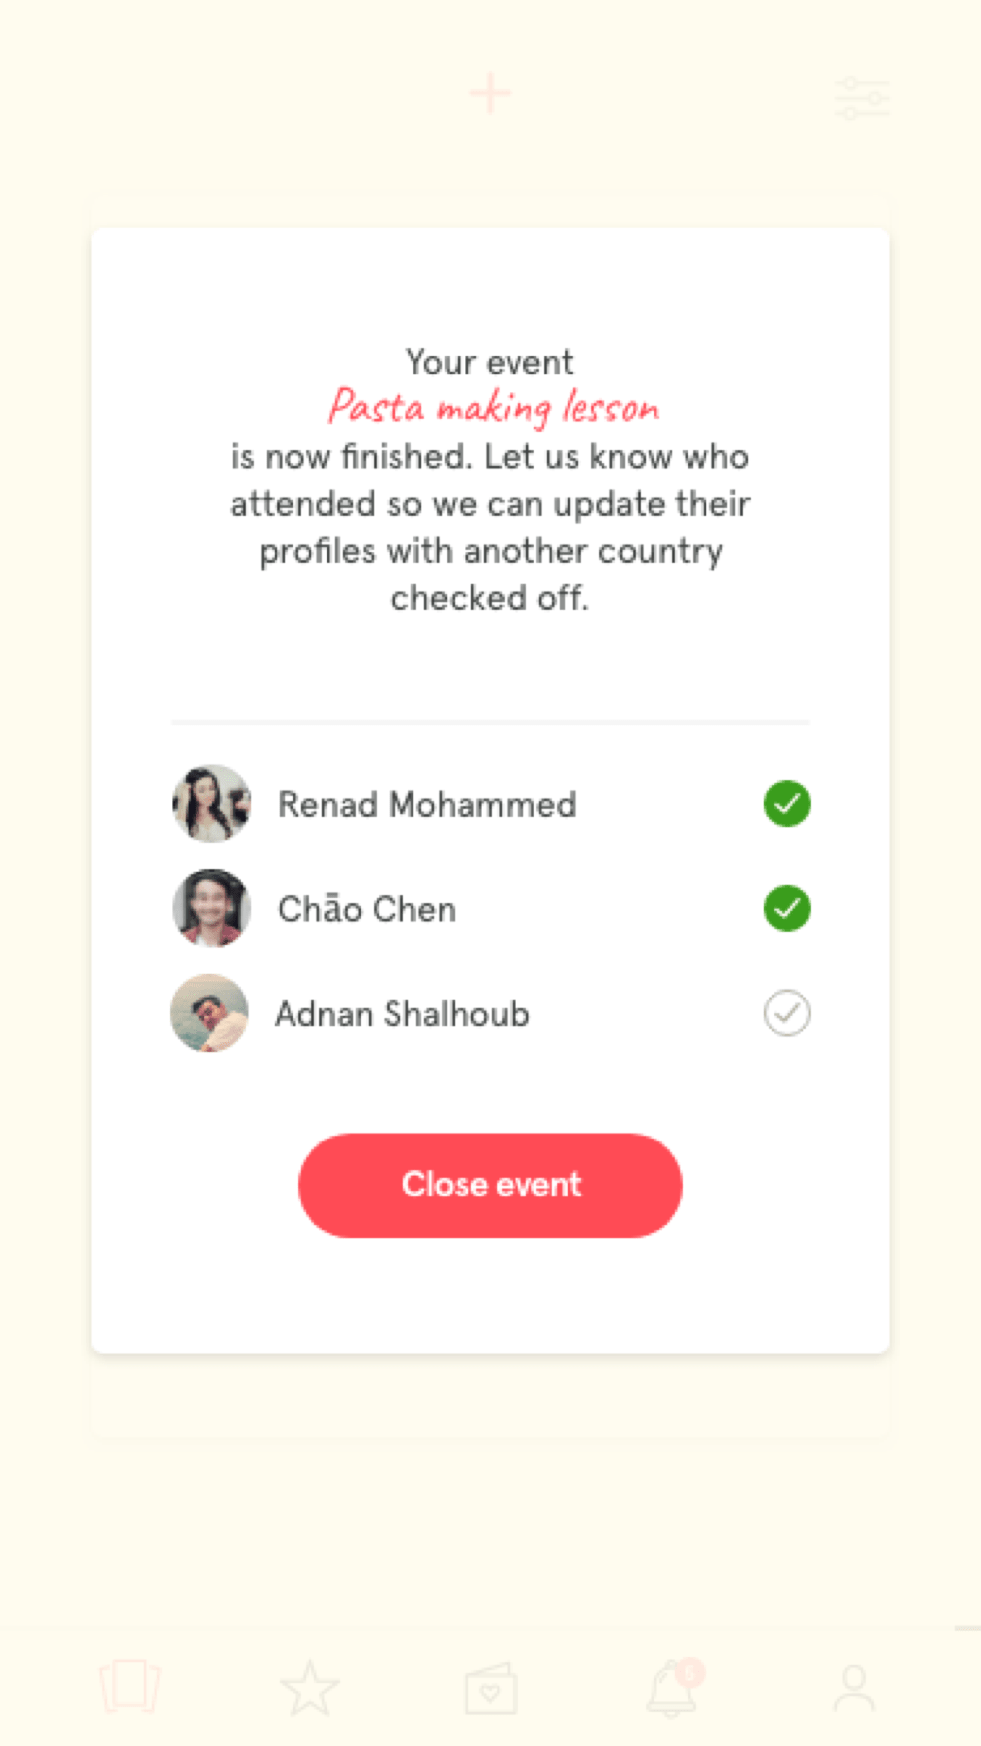 Your event
Pasta making lesson
is now finished. Let us know who
attended so we can update their
profiles with another country
checked off.
Renad Mohammed
Chāo Chen
Adnan Shalhoub
Close event